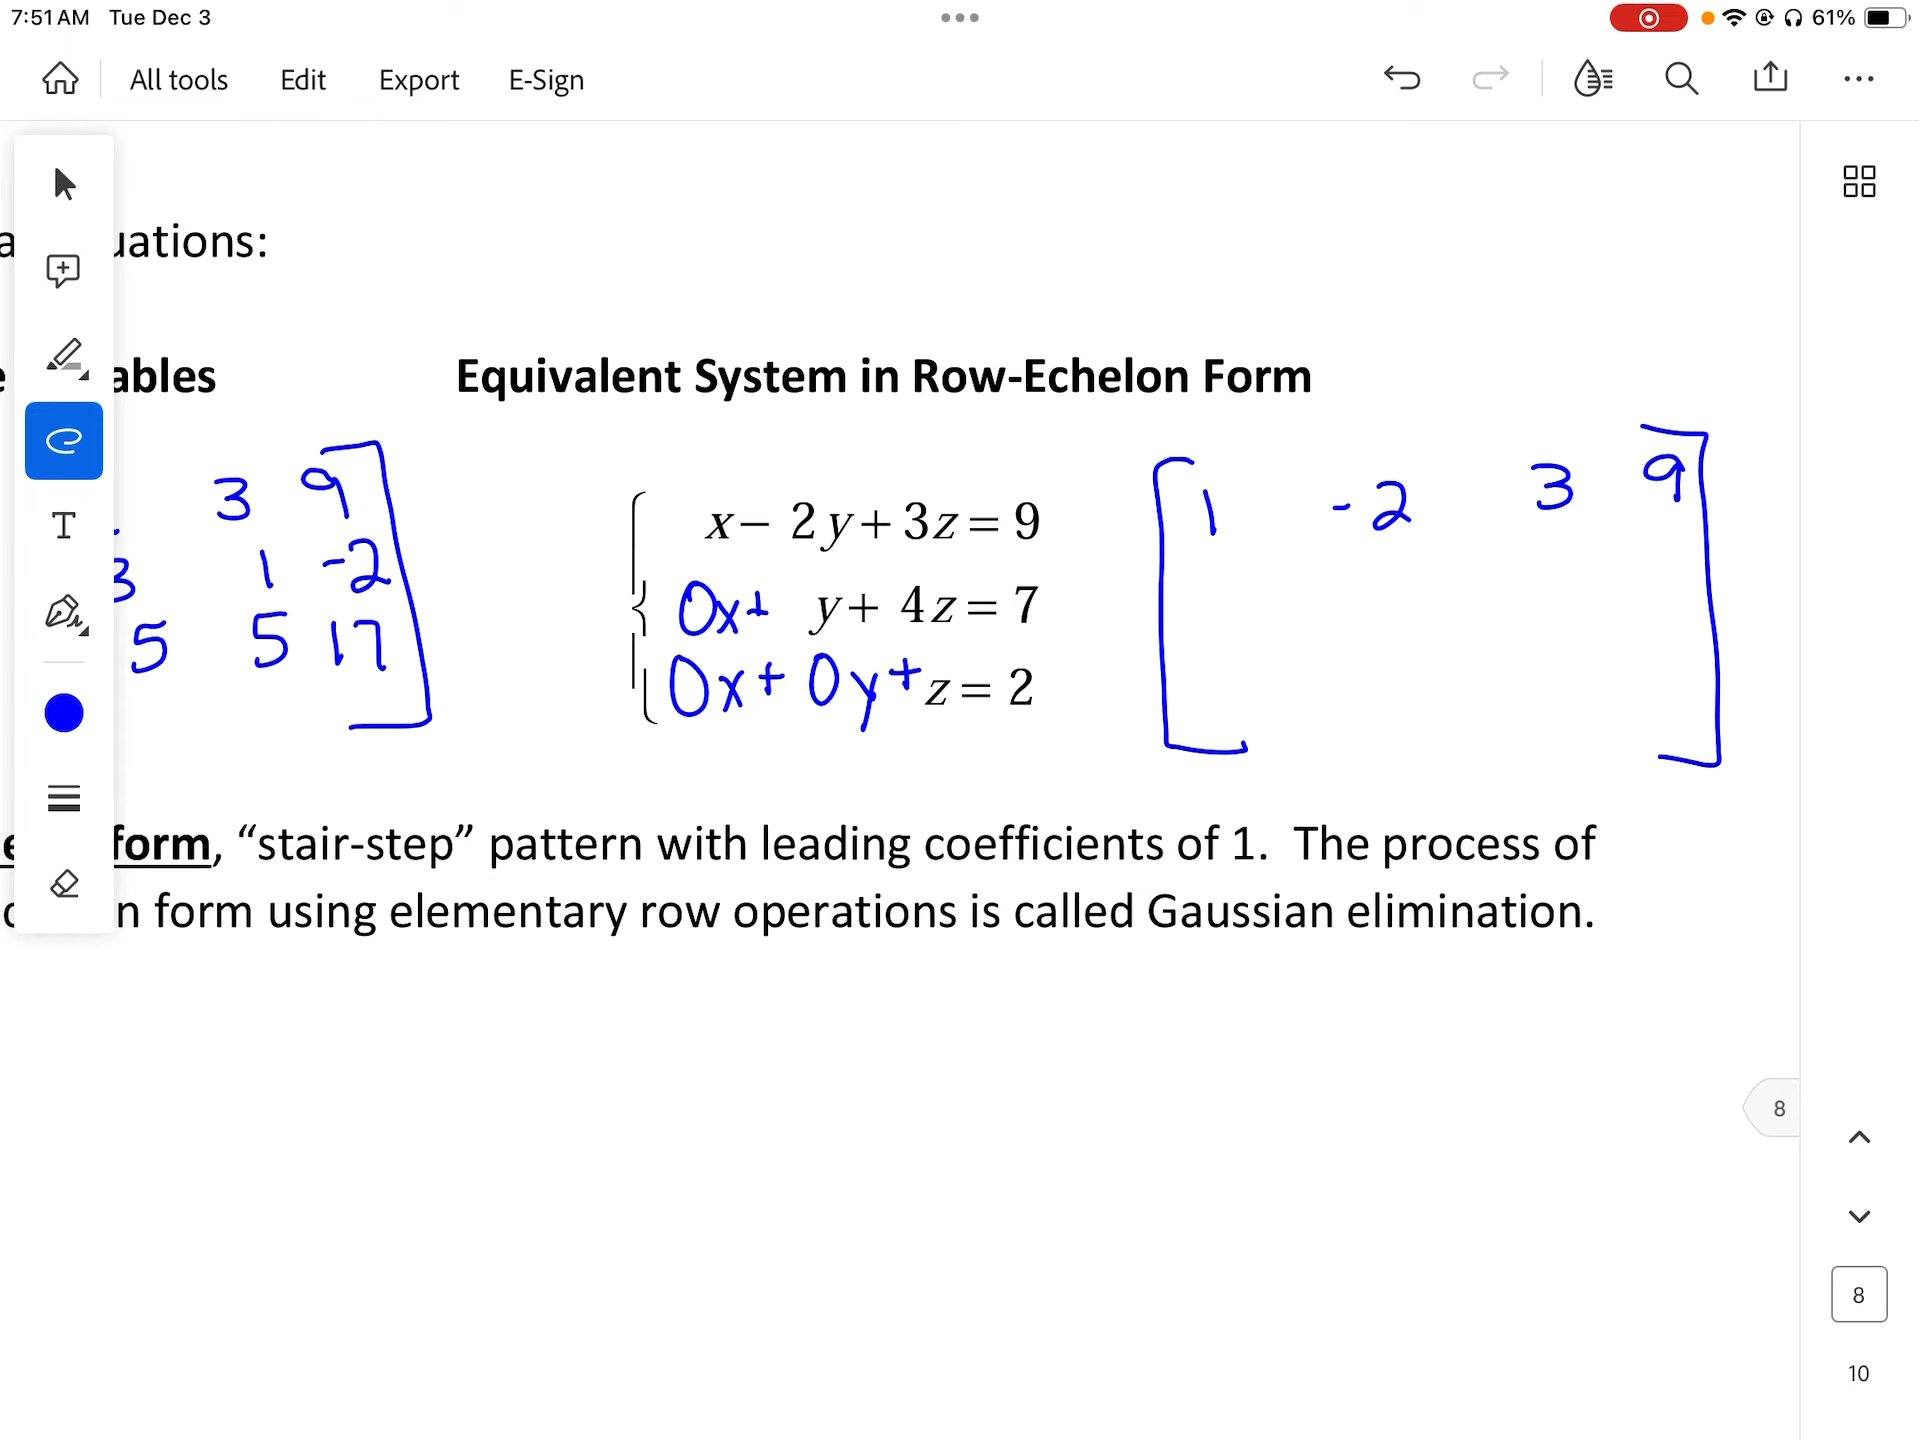 7:51 AM Tue Dec 3
61%
All tools Edit Export E-Sign
uations:
ables Equivalent System in Row-Echelon Form
3 9
3 1 -2
5 5 17
x − 2y + 3z = 9
0x+ y + 4z = 7
0x + 0y + z = 2
1 -2 3 9
form, “stair-step” pattern with leading coefficients of 1. The process of
n form using elementary row operations is called Gaussian elimination.
T
8
8
10